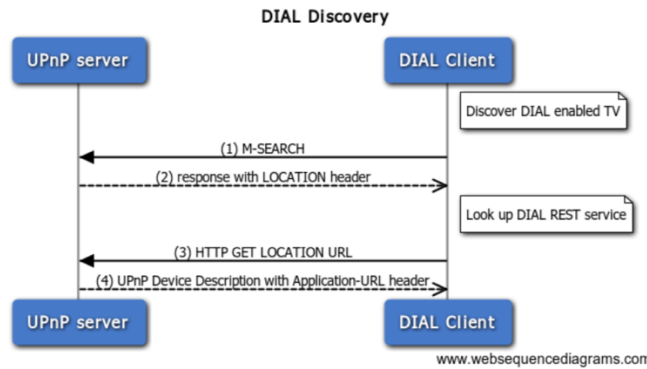 DIAL Discovery
UPnP server
DIAL Client
Discover DIAL enabled TV
(1) M-SEARCH
(2) response with LOCATION header
Look up DIAL REST service
(3) HTTP GET LOCATION URL
(4) UPnP Device Description with Application-URL header
UPnP server
DIAL Client
www.websequencediagrams.com